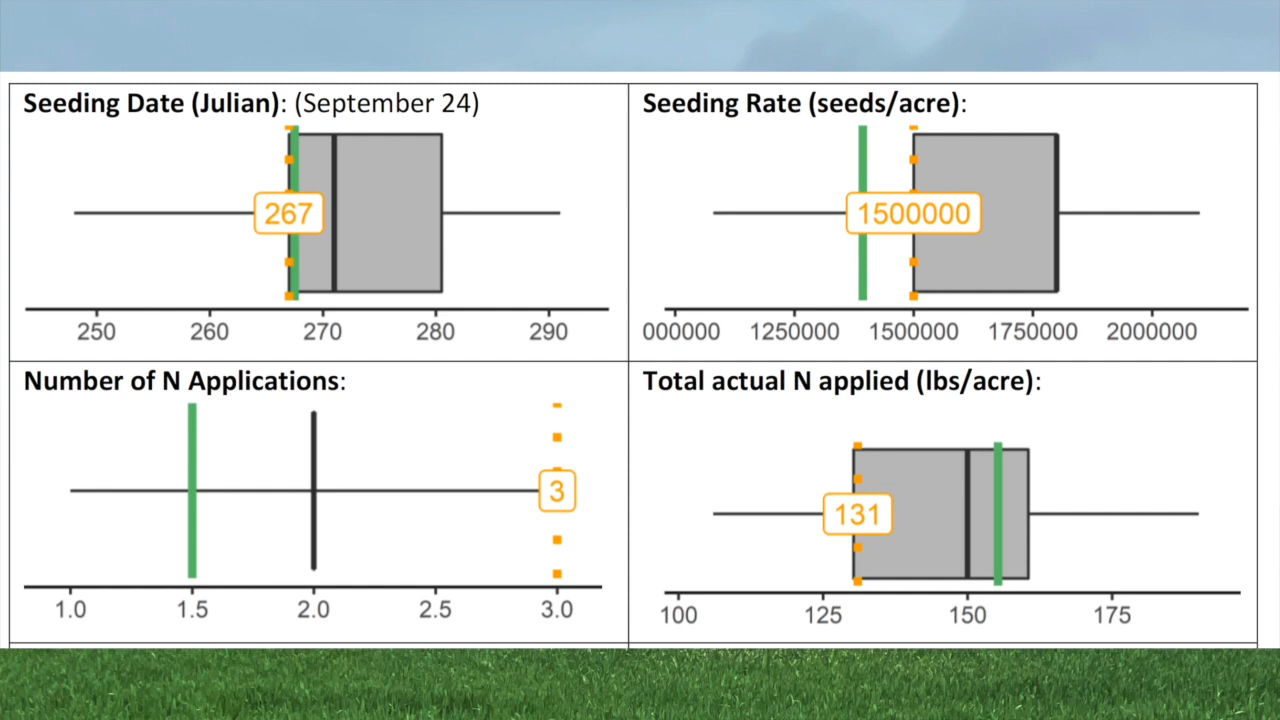 Seeding Date (Julian): (September 24)
267
250 260 270 280 290
Seeding Rate (seeds/acre):
1500000
000000 1250000 1500000 1750000 2000000
Number of N Applications:
3
1.0 1.5 2.0 2.5 3.0
Total actual N applied (lbs/acre):
131
100 125 150 175